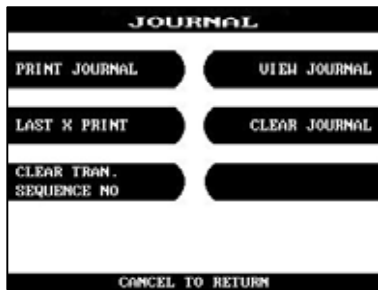 JOURNAL
PRINT JOURNAL
VIEW JOURNAL
LAST X PRINT
CLEAR JOURNAL
CLEAR TRAN.
SEQUENCE NO
CANCEL TO RETURN